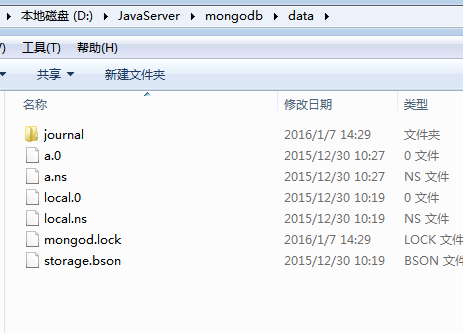 本地磁盘 (D:) JavaServer mongodb data
工具(T) 帮助(H)
共享 新建文件夹
名称 修改日期 类型
journal 2016/1/7 14:29 文件夹
a.0 2015/12/30 10:27 0 文件
a.ns 2015/12/30 10:27 NS 文件
local.0 2015/12/30 10:19 0 文件
local.ns 2015/12/30 10:19 NS 文件
mongod.lock 2016/1/7 14:29 LOCK 文件
storage.bson 2015/12/30 10:19 BSON 文件